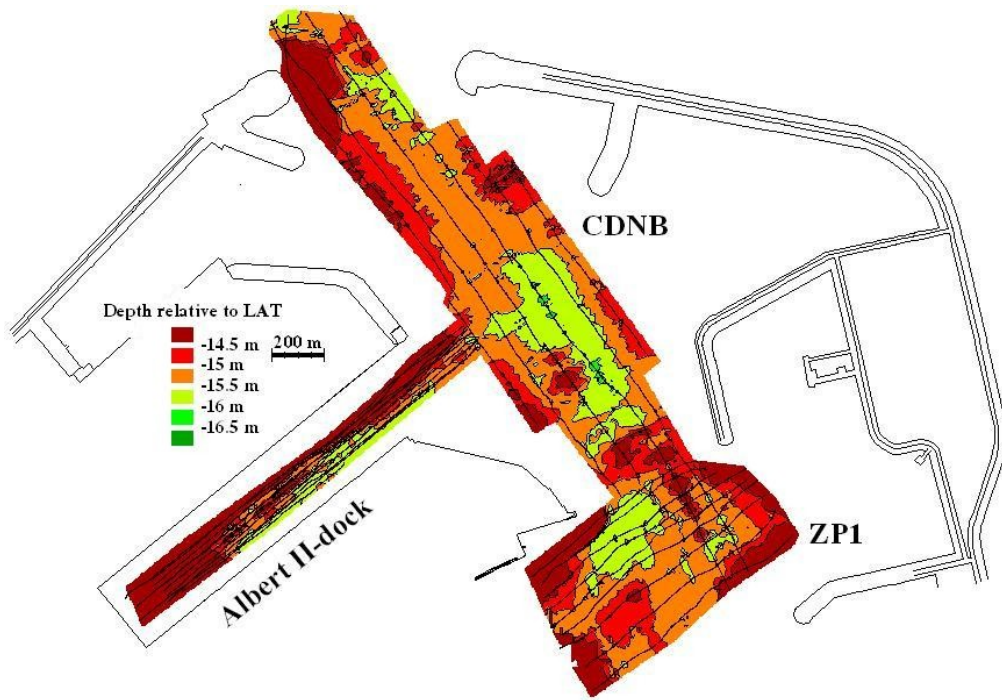 CDNB
Depth relative to LAT
-14.5 m
-15 m
-15.5 m
-16 m
-16.5 m
200 m
Albert II-dock
ZP1